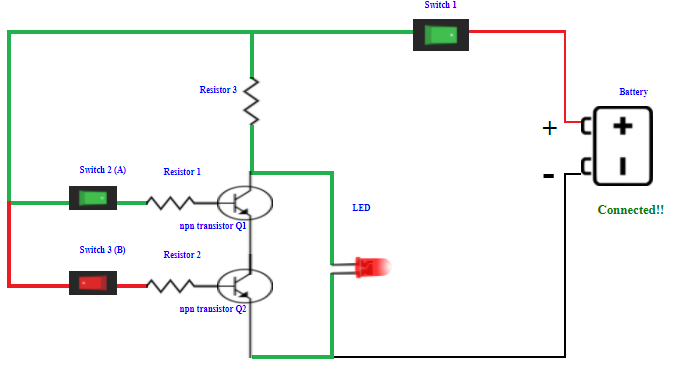 Switch 1
Resistor 3
Battery
+
+
-
Switch 2 (A)
Resistor 1
npn transistor Q1
LED
Connected!!
Switch 3 (B)
Resistor 2
npn transistor Q2